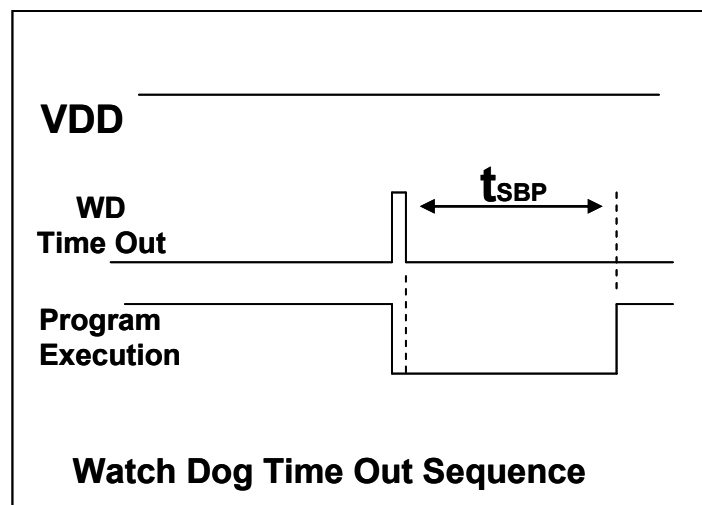 VDD
tSBP
WD
Time Out
Program
Execution
Watch Dog Time Out Sequence